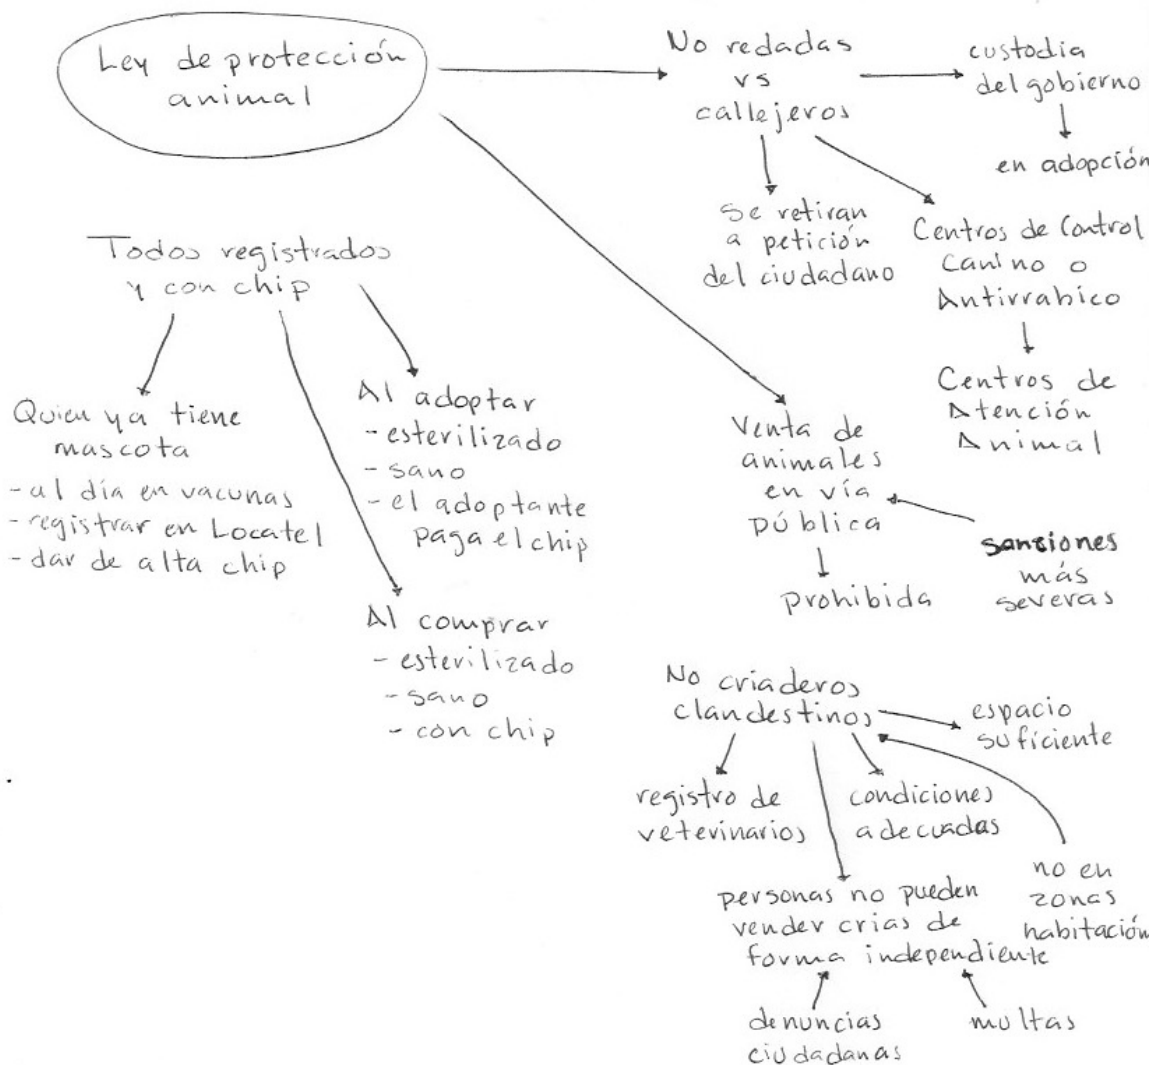 Ley de protección
animal
No redadas
vs
callejeros
custodia
del gobierno
en adopción
Se retiran
a petición
del ciudadano
Centros de Control
Canino o
Antirrabico
Centros de
Atención
Animal
Todos registrados
y con chip
Quien ya tiene
mascota
- al día en vacunas
- registrar en Locatel
- dar de alta chip
Al adoptar
- esterilizado
- sano
- el adoptante
paga el chip
Al comprar
- esterilizado
- sano
- con chip
Venta de
animales
en vía
pública
prohibida
sanciones
más
severas
No criaderos
clandestinos
espacio
suficiente
registro de
veterinarios
condiciones
adecuadas
no en
zonas
habitación
personas no pueden
vender crias de
forma independiente
denuncias
ciudadanas
multas